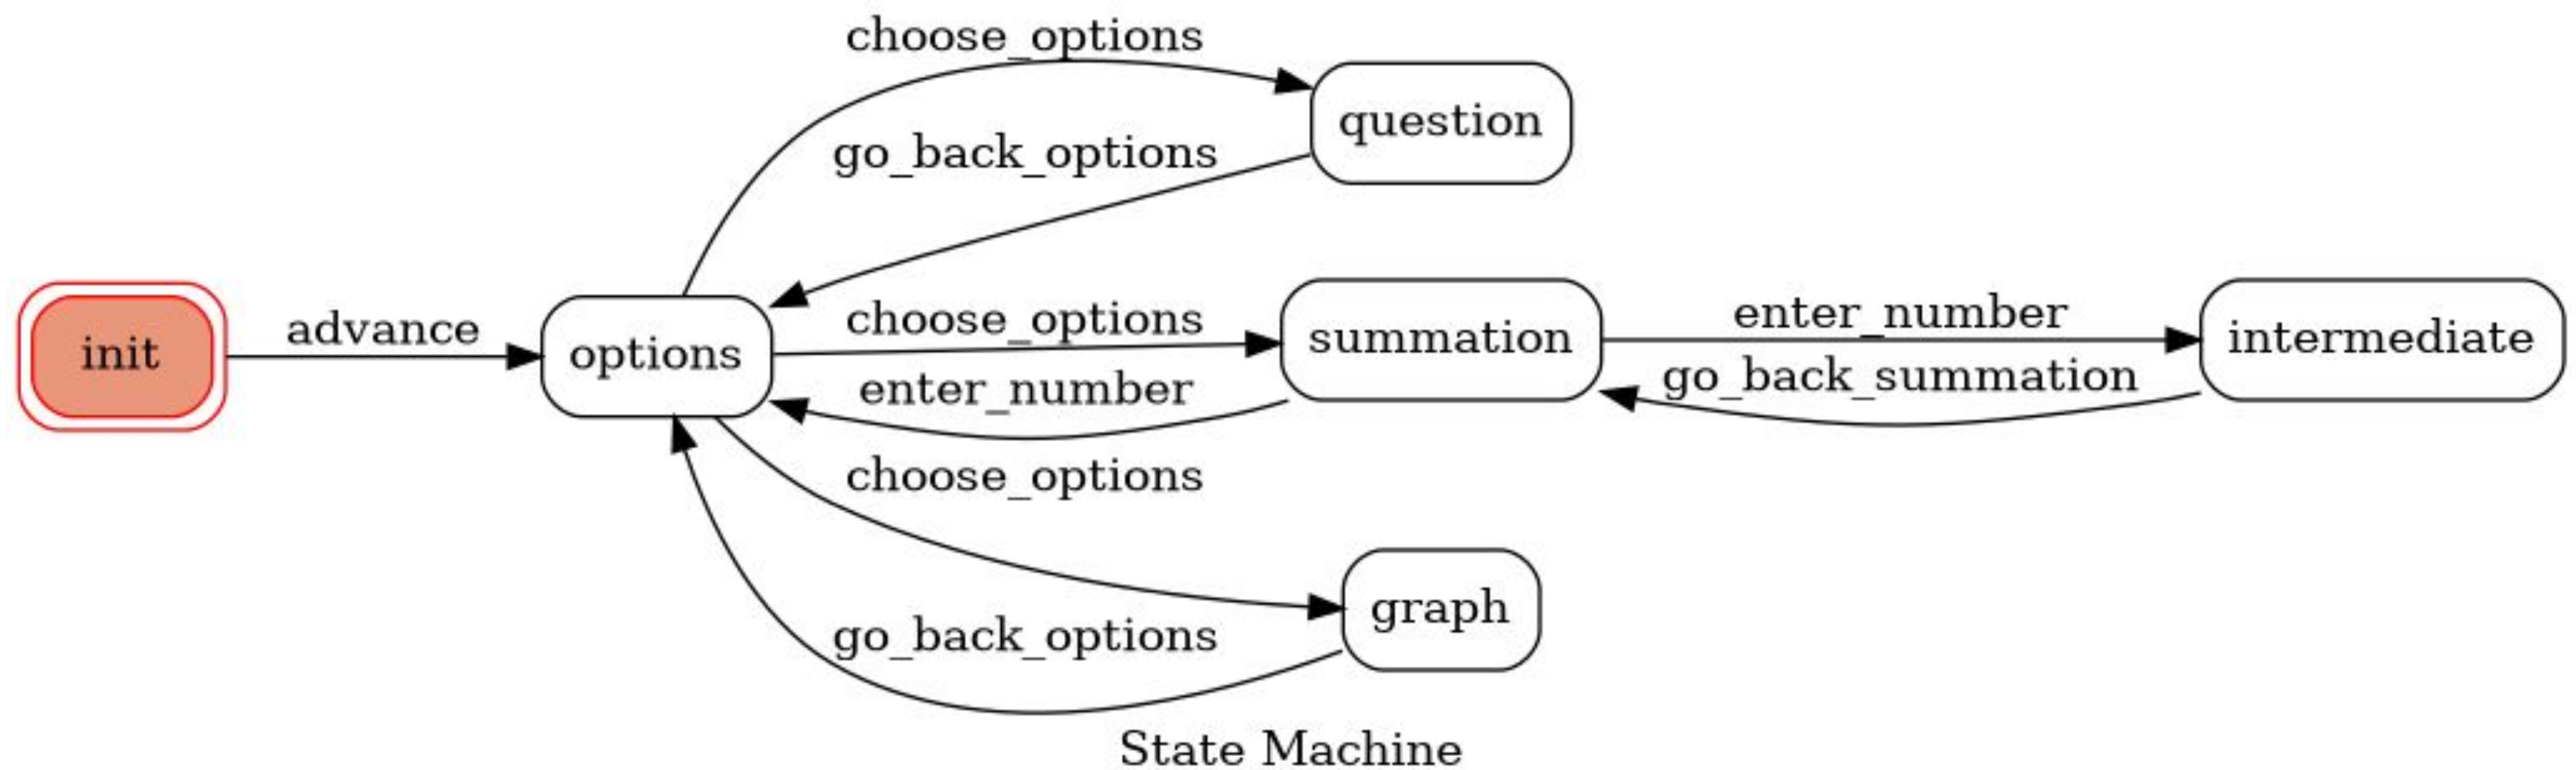 choose_options
question
go_back_options
init
advance
options
choose_options
summation
enter_number
intermediate
enter_number
go_back_summation
choose_options
graph
go_back_options
State Machine